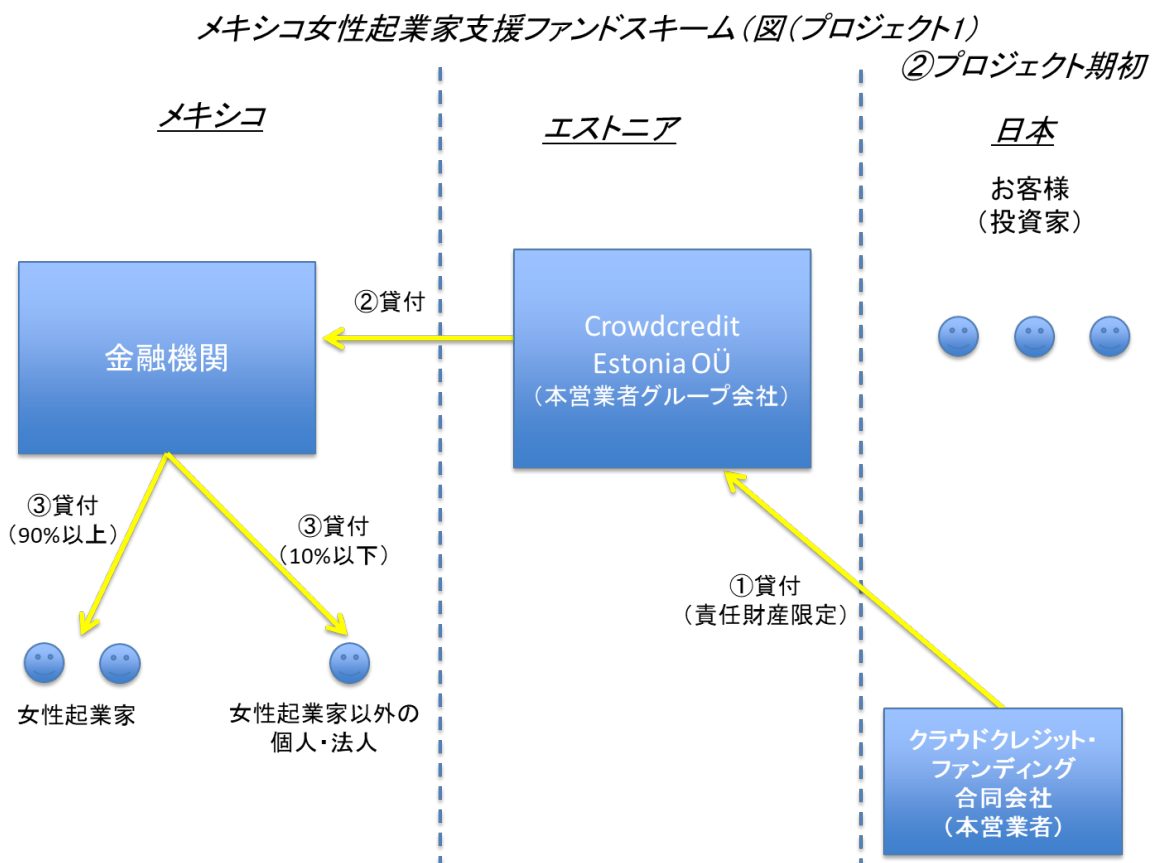 メキシコ女性起業家支援ファンドスキーム(図(プロジェクト1)
②プロジェクト期初
メキシコ
エストニア
日本
お客様
(投資家)
金融機関
②貸付
Crowdcredit
Estonia OÜ
(本営業者グループ会社)
③貸付
(90%以上)
③貸付
(10%以下)
①貸付
(責任財産限定)
女性起業家
女性起業家以外の
個人・法人
クラウドクレジット・
ファンディング
合同会社
(本営業者)